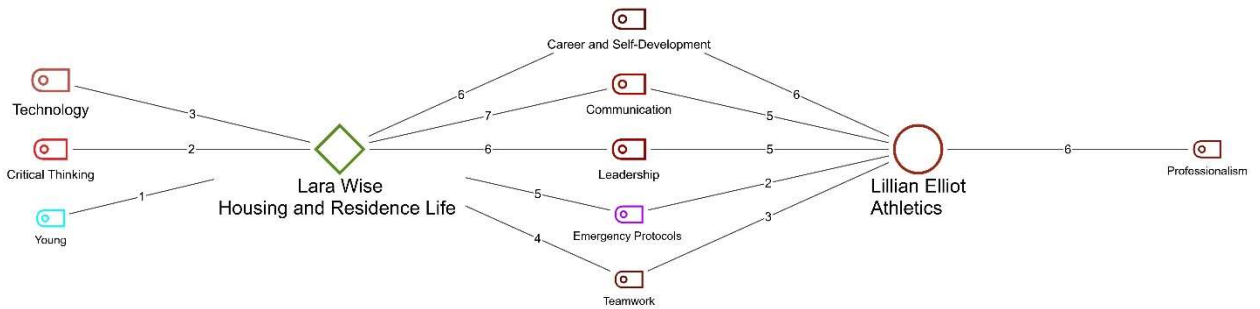 Career and Self-Development
6
6
Technology
3
Communication
7
5
Critical Thinking
2
Lara Wise
Housing and Residence Life
6
Leadership
5
Lillian Elliot
Athletics
6
Professionalism
Young
1
5
Emergency Protocols
2
4
Teamwork
3